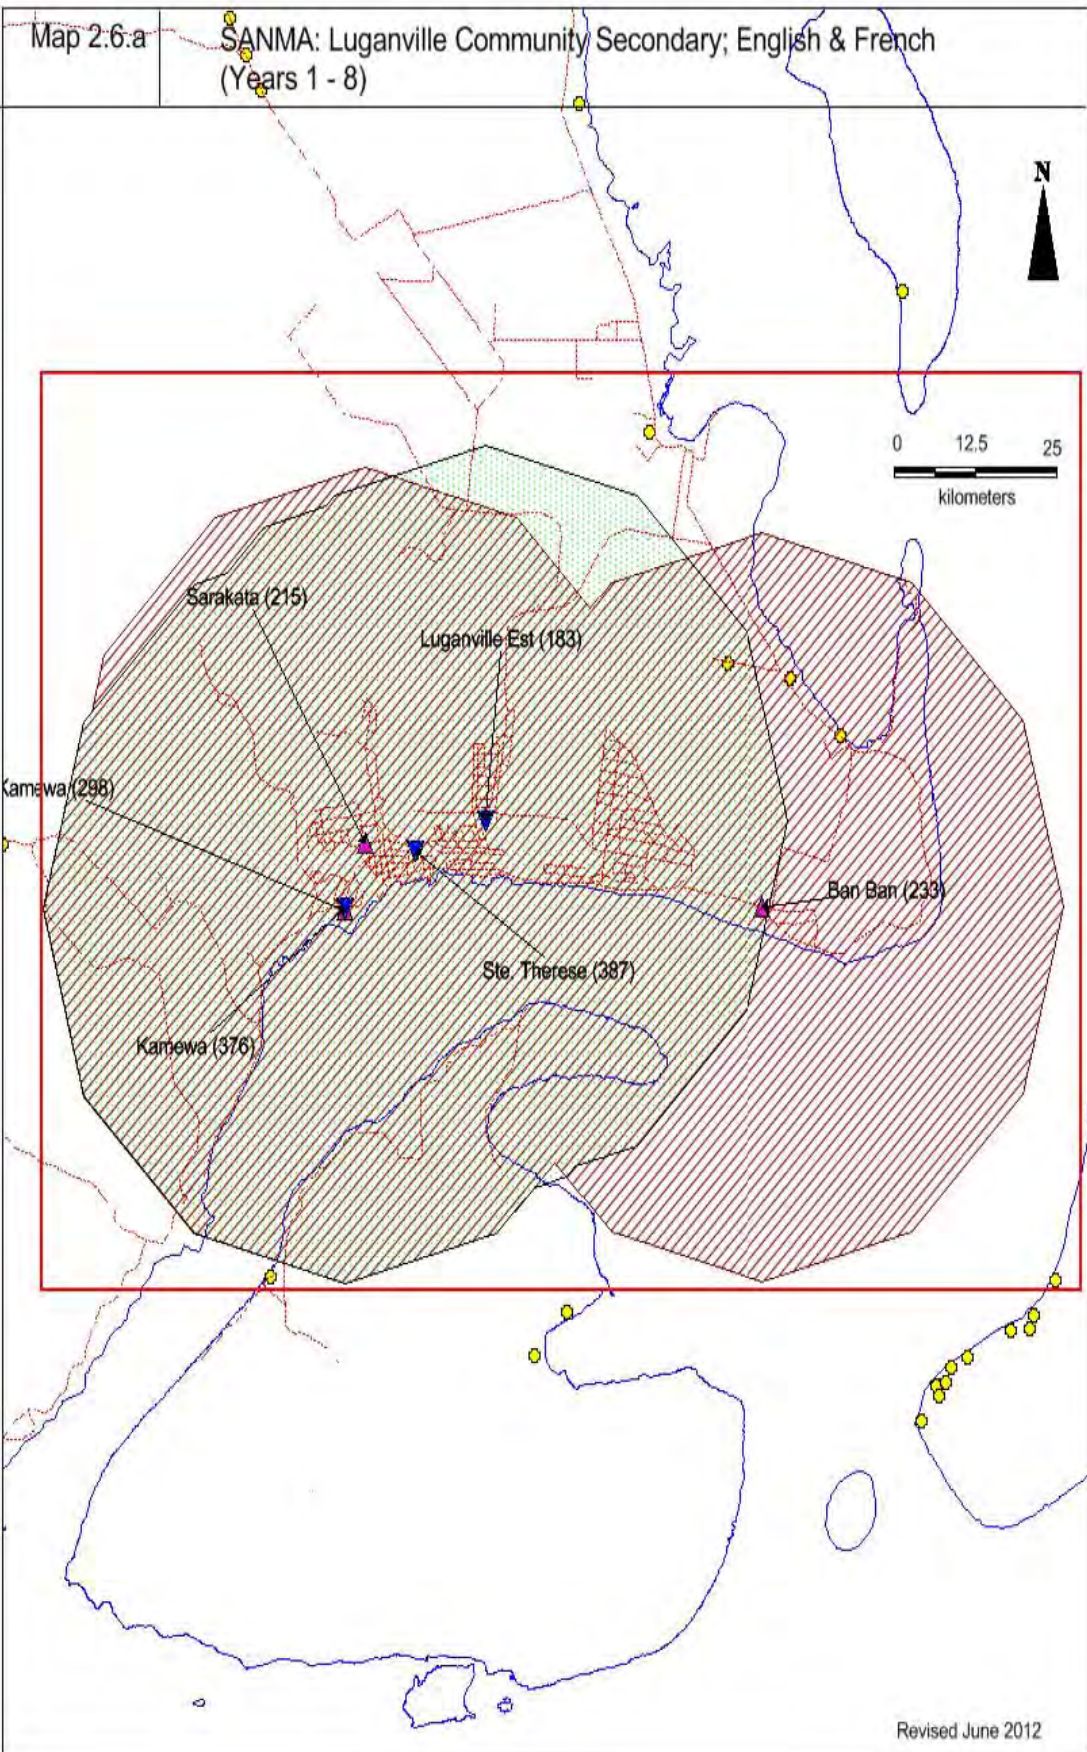 Map 2.6.a
SANMA: Luganville Community Secondary; English & French
(Years 1 - 8)
N
0 12.5 25
kilometers
Sarakata (215)
Luganville Est (183)
Kamewa (298)
Ban Ban (233)
Ste. Therese (387)
Kamewa (376)
Revised June 2012